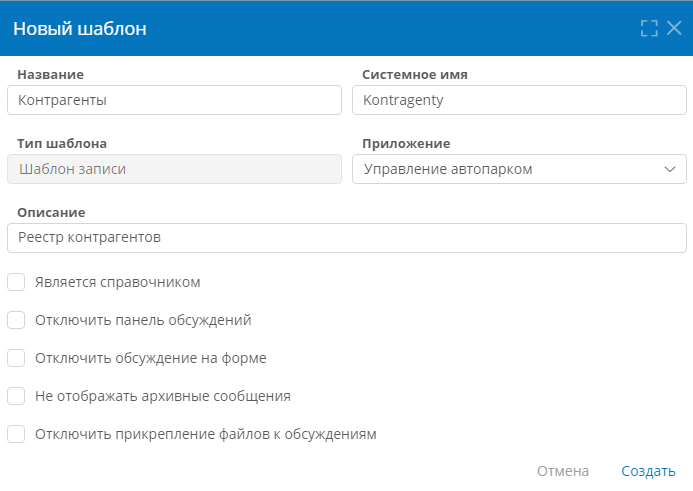 Новый шаблон
Название Системное имя
Контрагенты Kontragenty
Тип шаблона Приложение
Шаблон записи Управление автопарком
Описание
Реестр контрагентов
Является справочником
Отключить панель обсуждений
Отключить обсуждение на форме
Не отображать архивные сообщения
Отключить прикрепление файлов к обсуждениям
Отмена Создать